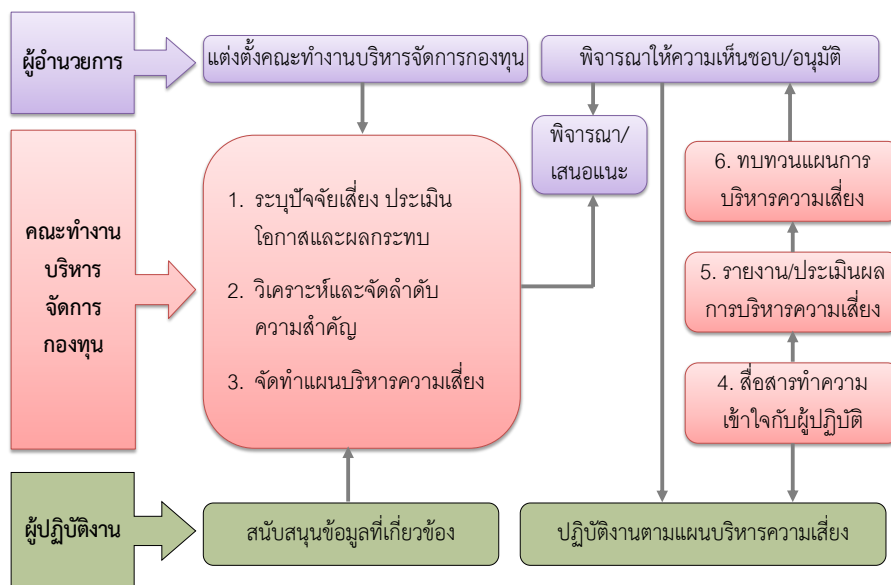 ผู้อำนวยการ
แต่งตั้งคณะทำงานบริหารจัดการกองทุน
พิจารณาให้ความเห็นชอบ/อนุมัติ
พิจารณา/
เสนอแนะ
คณะทำงาน
บริหาร
จัดการ
กองทุน
1. ระบุปัจจัยเสี่ยง ประเมิน
โอกาสและผลกระทบ
2. วิเคราะห์และจัดลำดับ
ความสำคัญ
3. จัดทำแผนบริหารความเสี่ยง
6. ทบทวนแผนการ
บริหารความเสี่ยง
5. รายงาน/ประเมินผล
การบริหารความเสี่ยง
4. สื่อสารทำความ
เข้าใจกับผู้ปฏิบัติ
ผู้ปฏิบัติงาน
สนับสนุนข้อมูลที่เกี่ยวข้อง
ปฏิบัติงานตามแผนบริหารความเสี่ยง